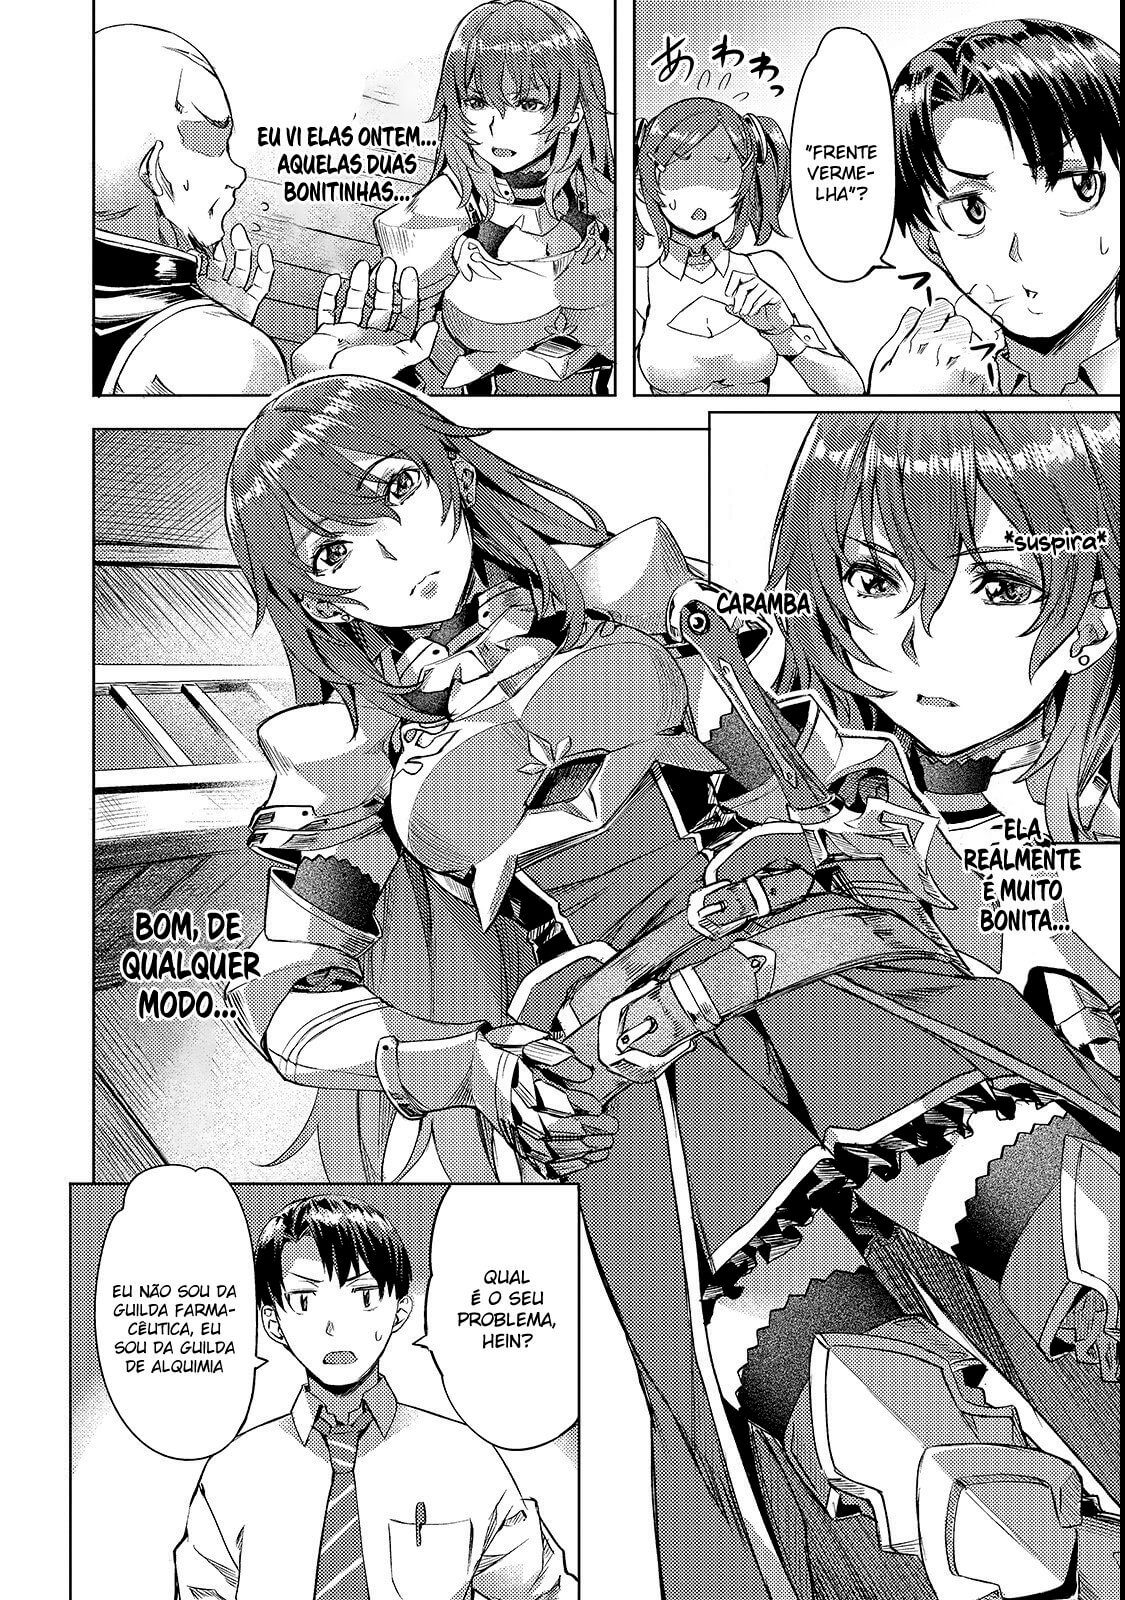 "FRENTE
VERME-
LHA"?
あわわっ
EU VI ELAS ONTEM...
AQUELAS DUAS
BONITINHAS...
*suspira*
CARAMBA
ELA
REALMENTE
É MUITO
BONITA...
BOM, DE
QUALQUER
MODO...
QUAL
É O SEU
PROBLEMA,
HEIN?
EU NÃO SOU DA
GUILDA FARMA-
CÊUTICA, EU
SOU DA GUILDA
DE ALQUIMIA